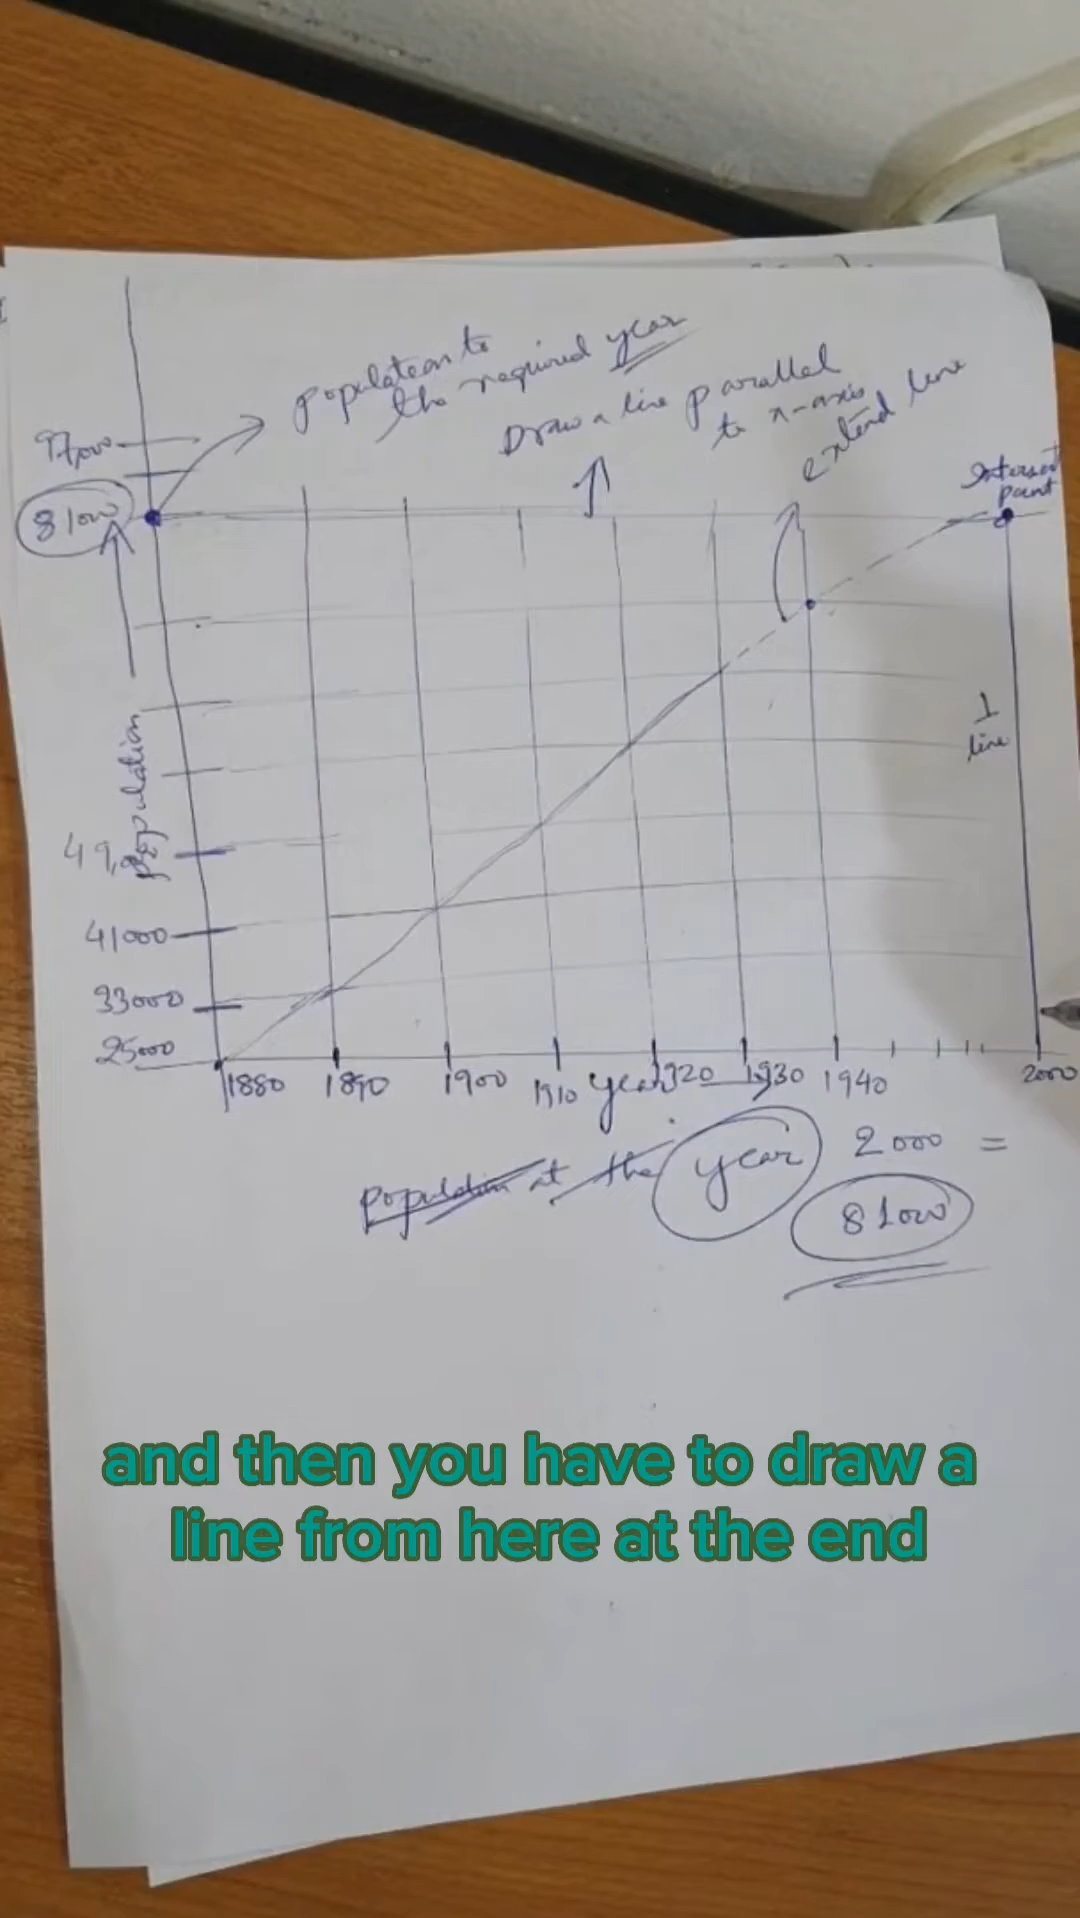 population to
the required year
Draw a line parallel
to x-axis
extend line
Intersect
point
97,000
81000
Population
1
line
49,
41000
33000
25000
1880 1890 1900 1910 year 1920 1930 1940 2000
population at the year 2000 =
81000
and then you have to draw a
line from here at the end